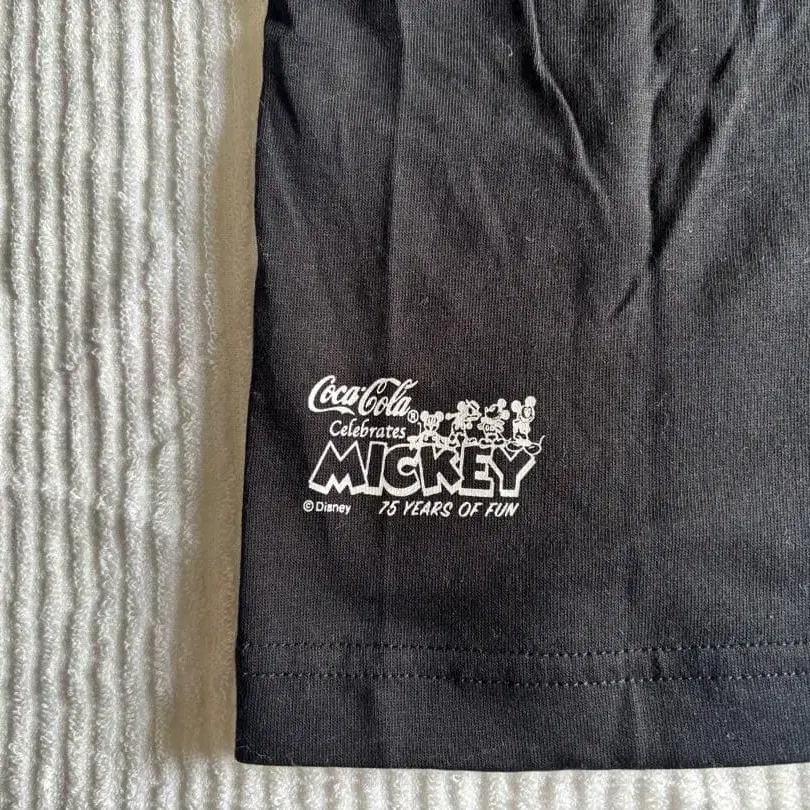 Coca-Cola®
Celebrates
MICKEY
© Disney 75 YEARS OF FUN